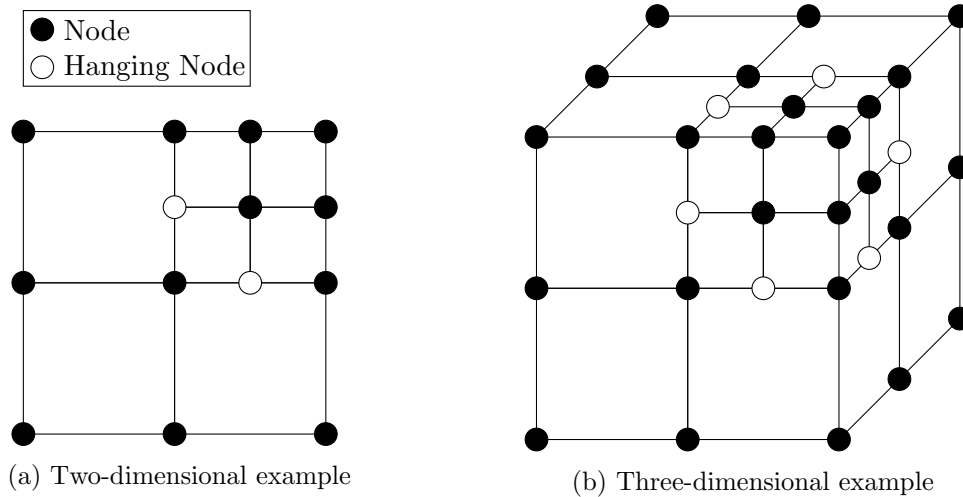 Node
Hanging Node
(a) Two-dimensional example
(b) Three-dimensional example